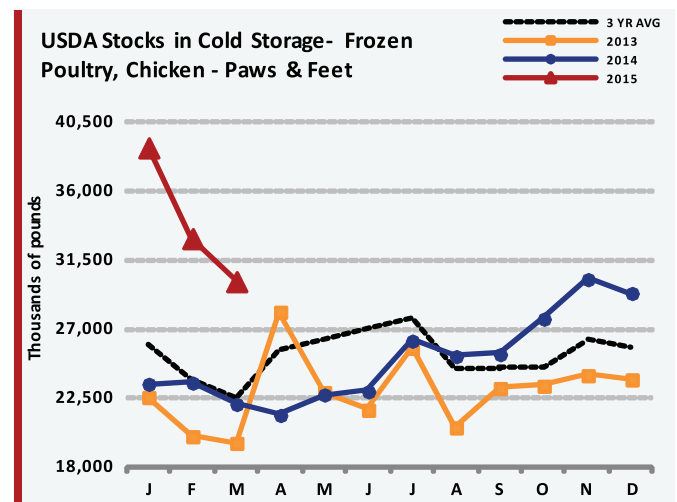 USDA Stocks in Cold Storage- Frozen
Poultry, Chicken - Paws & Feet
3 YR AVG
2013
2014
2015
Thousands of pounds
40,500
36,000
31,500
27,000
22,500
18,000
J F M A M J J A S O N D